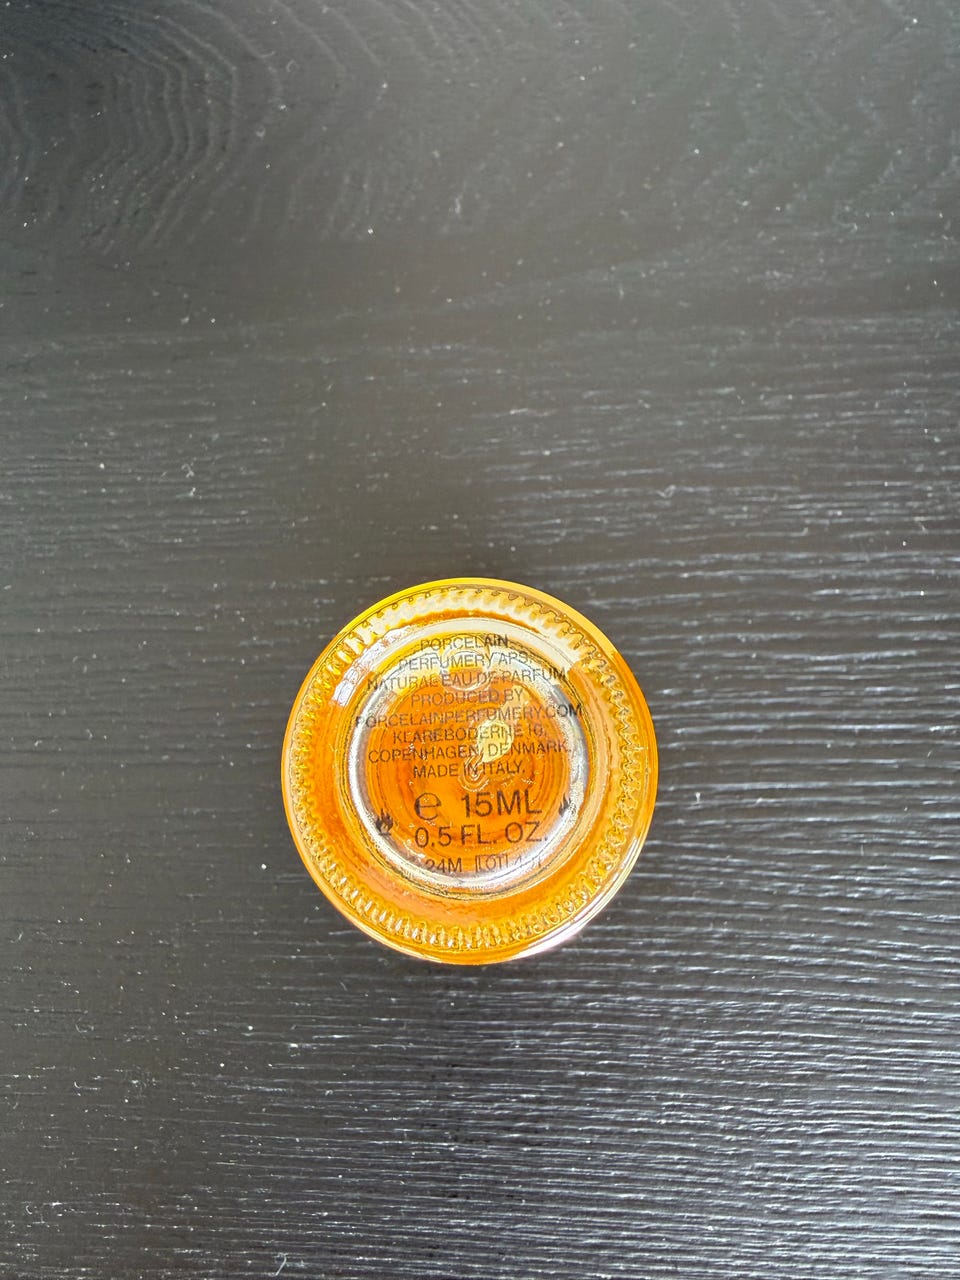 PORCELAIN
PERFUMERY APS.
NATURAL EAU DE PARFUM
PRODUCED BY
PORCELAINPERFUMERY.COM
KLAREBODERNE 10,
COPENHAGEN, DENMARK.
MADE IN ITALY.
e 15ML
0.5 FL. OZ.
24M